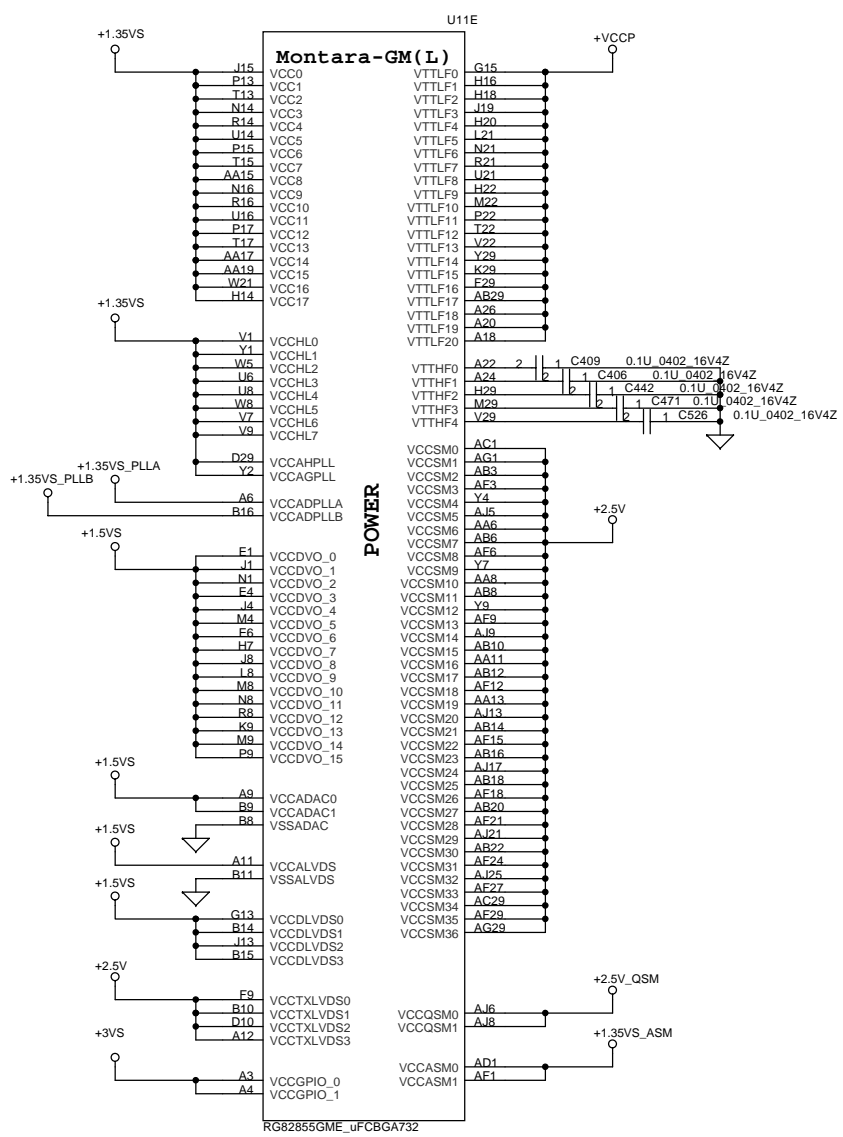 U11E
+1.35VS
+VCCP
Montara-GM(L)
J15 VCC0 VTTLF0 G15
P13 VCC1 VTTLF1 H16
T13 VCC2 VTTLF2 H18
N14 VCC3 VTTLF3 J19
R14 VCC4 VTTLF4 H20
U14 VCC5 VTTLF5 L21
P15 VCC6 VTTLF6 N21
T15 VCC7 VTTLF7 R21
AA15 VCC8 VTTLF8 U21
N16 VCC9 VTTLF9 H22
R16 VCC10 VTTLF10 M22
U16 VCC11 VTTLF11 P22
P17 VCC12 VTTLF12 T22
T17 VCC13 VTTLF13 V22
AA17 VCC14 VTTLF14 Y29
AA19 VCC15 VTTLF15 K29
W21 VCC16 VTTLF16 F29
H14 VCC17 VTTLF17 AB29
VTTLF18 A26
VTTLF19 A20
VTTLF20 A18
+1.35VS
V1 VCCHL0
Y1 VCCHL1
W5 VCCHL2 VTTHF0 A22 2 1 C409 0.1U_0402_16V4Z
U6 VCCHL3 VTTHF1 A24 2 1 C406 0.1U_0402_16V4Z
U8 VCCHL4 VTTHF2 H29 2 1 C442 0.1U_0402_16V4Z
W8 VCCHL5 VTTHF3 M29 2 1 C471 0.1U_0402_16V4Z
V7 VCCHL6 VTTHF4 V29 2 1 C526 0.1U_0402_16V4Z
V9 VCCHL7
D29 VCCAHPLL
Y2 VCCAGPLL
+1.35VS_PLLA
+1.35VS_PLLB
A6 VCCADPLLA
B16 VCCADPLLB
POWER
VCCSM0 AC1
VCCSM1 AG1
VCCSM2 AB3
VCCSM3 AF3
VCCSM4 Y4
VCCSM5 AJ5
VCCSM6 AA6
VCCSM7 AB6
+2.5V
VCCSM8 AF6
VCCSM9 Y7
VCCSM10 AA8
VCCSM11 AB8
VCCSM12 Y9
VCCSM13 AF9
VCCSM14 AJ9
VCCSM15 AB10
VCCSM16 AA11
VCCSM17 AB12
VCCSM18 AF12
VCCSM19 AA13
VCCSM20 AJ13
VCCSM21 AB14
VCCSM22 AF15
VCCSM23 AB16
VCCSM24 AJ17
VCCSM25 AB18
VCCSM26 AF18
VCCSM27 AB20
VCCSM28 AF21
VCCSM29 AJ21
VCCSM30 AB22
VCCSM31 AF24
VCCSM32 AJ25
VCCSM33 AF27
VCCSM34 AC29
VCCSM35 AF29
VCCSM36 AG29
+1.5VS
E1 VCCDVO_0
J1 VCCDVO_1
N1 VCCDVO_2
E4 VCCDVO_3
J4 VCCDVO_4
M4 VCCDVO_5
E6 VCCDVO_6
H7 VCCDVO_7
J8 VCCDVO_8
L8 VCCDVO_9
M8 VCCDVO_10
N8 VCCDVO_11
R8 VCCDVO_12
K9 VCCDVO_13
M9 VCCDVO_14
P9 VCCDVO_15
+1.5VS
A9 VCCADAC0
B9 VCCADAC1
B8 VSSADAC
+1.5VS
A11 VCCALVDS
B11 VSSALVDS
+1.5VS
G13 VCCDLVDS0
B14 VCCDLVDS1
J13 VCCDLVDS2
B15 VCCDLVDS3
+2.5V
F9 VCCTXLVDS0
B10 VCCTXLVDS1
D10 VCCTXLVDS2
A12 VCCTXLVDS3
+2.5V_QSM
VCCQSM0 AJ6
VCCQSM1 AJ8
+3VS
A3 VCCGPIO_0
A4 VCCGPIO_1
+1.35VS_ASM
VCCASM0 AD1
VCCASM1 AF1
RG82855GME_uFCBGA732